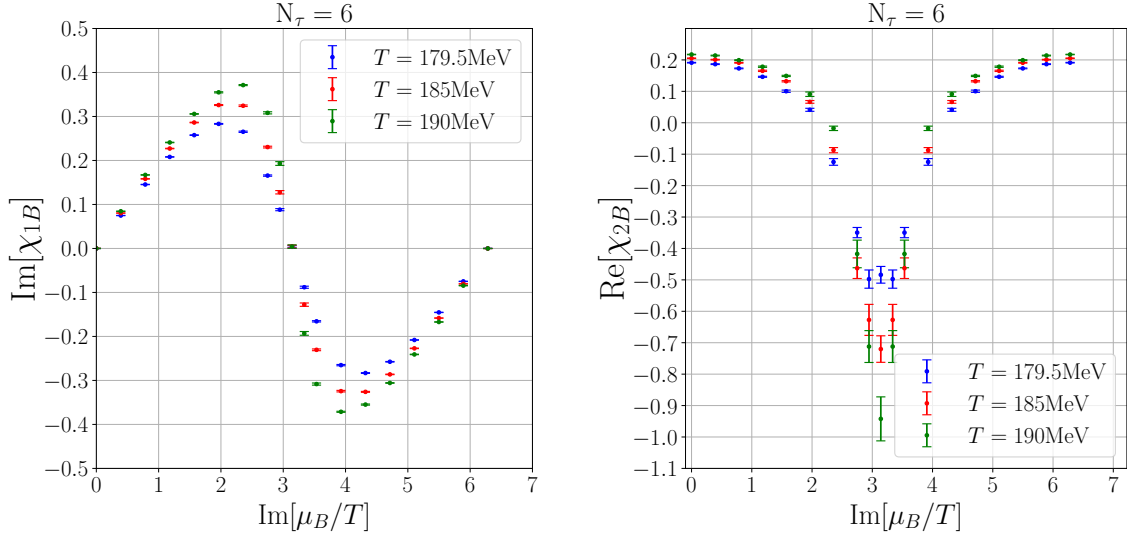 N_τ = 6
Im[χ_{1B}]
0.5
0.4
0.3
0.2
0.1
0.0
−0.1
−0.2
−0.3
−0.4
−0.5
T = 179.5MeV
T = 185MeV
T = 190MeV
0 1 2 3 4 5 6 7
Im[μ_B/T]
N_τ = 6
Re[χ_{2B}]
0.2
0.1
0.0
−0.1
−0.2
−0.3
−0.4
−0.5
−0.6
−0.7
−0.8
−0.9
−1.0
−1.1
T = 179.5MeV
T = 185MeV
T = 190MeV
0 1 2 3 4 5 6 7
Im[μ_B/T]